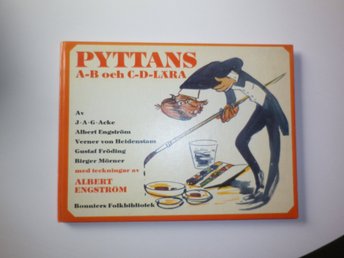 PYTTANS
A-B och C-D-LÄRA
Av
J·A·G·Acke
Albert Engström
Verner von Heidenstam
Gustaf Fröding
Birger Mörner
med teckningar av
ALBERT
ENGSTRÖM
Bonniers Folkbibliotek